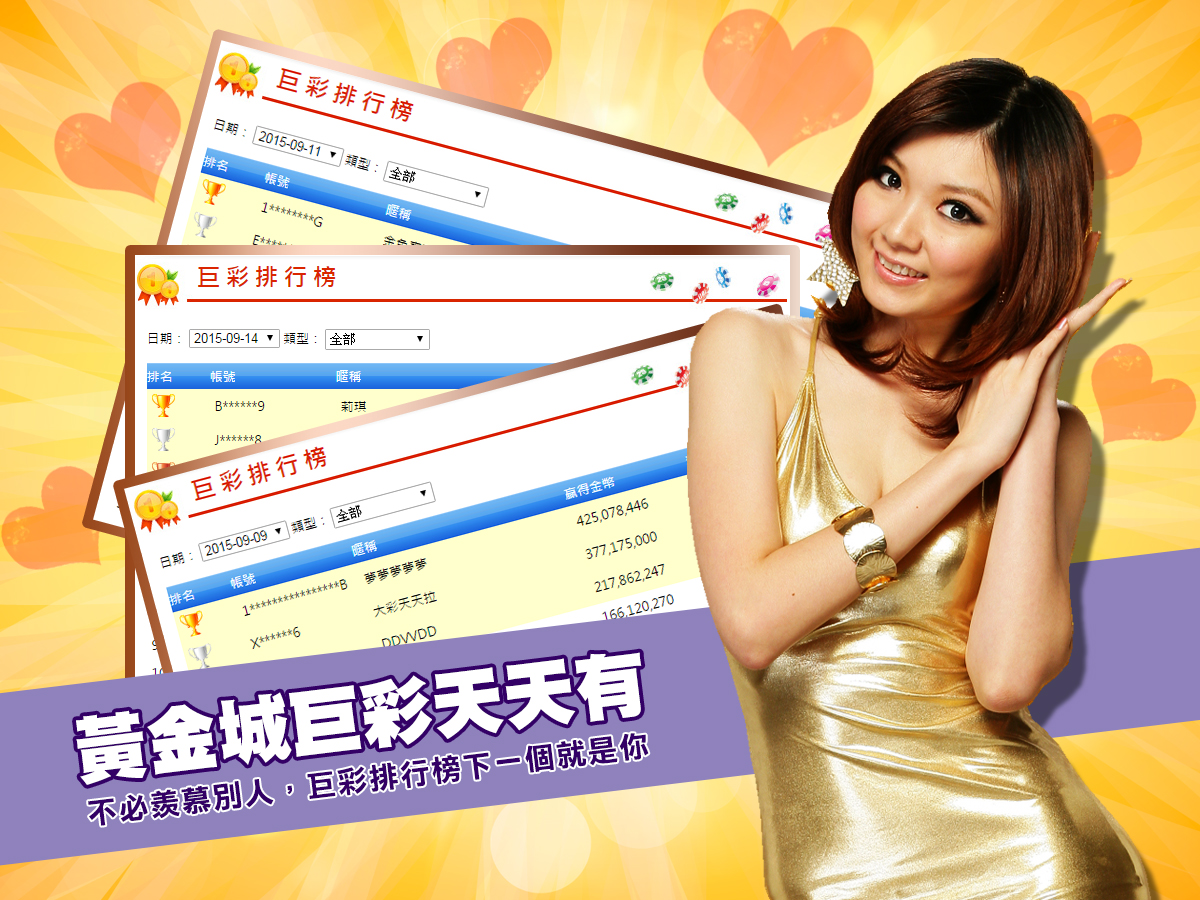 巨彩排行榜
日期： 2015-09-11 類型： 全部
排名 帳號 暱稱
1********G
巨彩排行榜
日期： 2015-09-14 類型： 全部
排名 帳號 暱稱
B******9 莉琪
J******8
巨彩排行榜
日期： 2015-09-09 類型： 全部
排名 帳號 暱稱 贏得金幣
1****************B 夢夢夢夢夢 425,078,446
X******6 大彩天天拉 377,175,000
DDVVDD 217,862,247
166,120,270
黃金城巨彩天天有
不必羨慕別人，巨彩排行榜下一個就是你